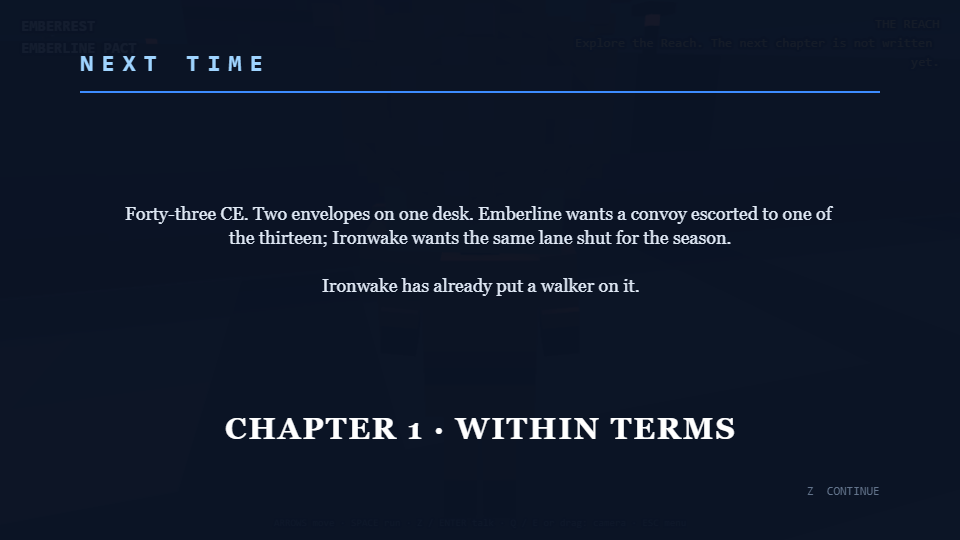 EMBERREST
EMBERLINE PACT
THE REACH
Explore the Reach. The next chapter is not written
yet.
NEXT TIME
Forty-three CE. Two envelopes on one desk. Emberline wants a convoy escorted to one of
the thirteen; Ironwake wants the same lane shut for the season.
Ironwake has already put a walker on it.
CHAPTER 1 · WITHIN TERMS
Z CONTINUE